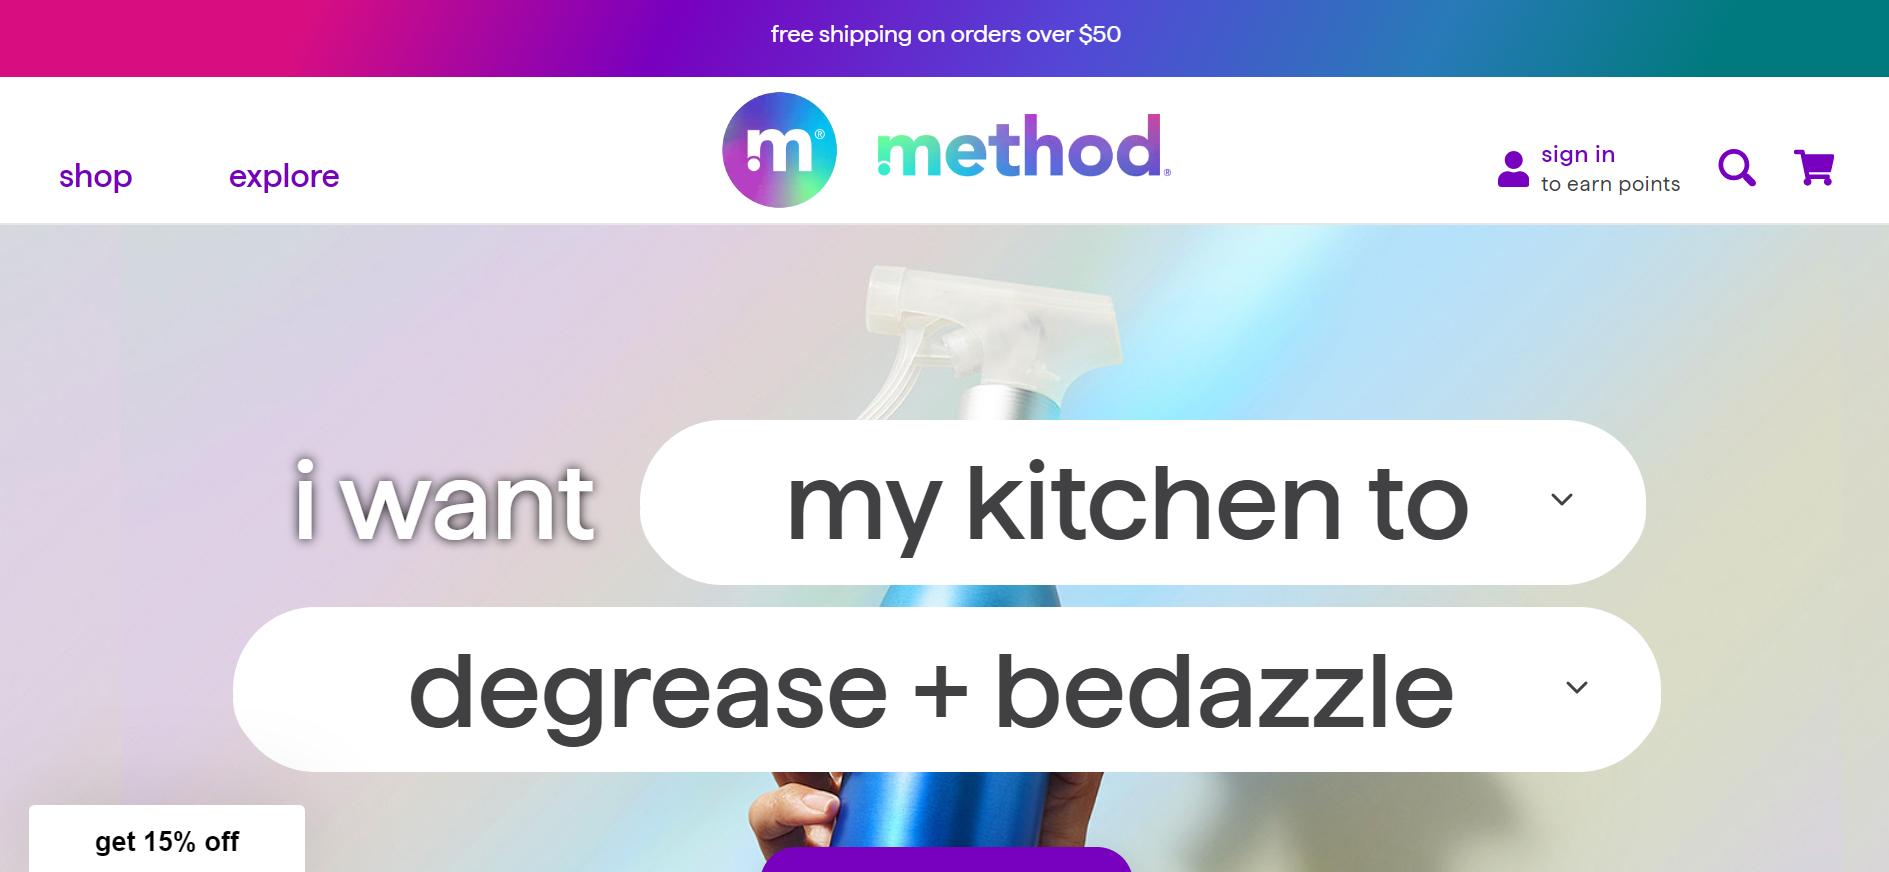 free shipping on orders over $50
shop
explore
m®
method®
sign in
to earn points
i want
my kitchen to
degrease + bedazzle
get 15% off